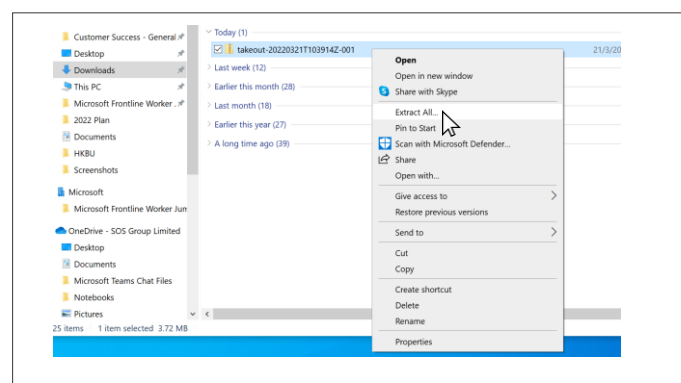 Customer Success - General
Desktop
Downloads
This PC
Microsoft Frontline Worker .
2022 Plan
Documents
HKBU
Screenshots
Microsoft
Microsoft Frontline Worker Jum
OneDrive - SOS Group Limited
Desktop
Documents
Microsoft Teams Chat Files
Notebooks
Pictures
25 items 1 item selected 3.72 MB
Today (1)
takeout-20220321T103914Z-001 21/3/20
Last week (12)
Earlier this month (28)
Last month (18)
Earlier this year (27)
A long time ago (39)
Open
Open in new window
Share with Skype
Extract All...
Pin to Start
Scan with Microsoft Defender...
Share
Open with...
Give access to
Restore previous versions
Send to
Cut
Copy
Create shortcut
Delete
Rename
Properties